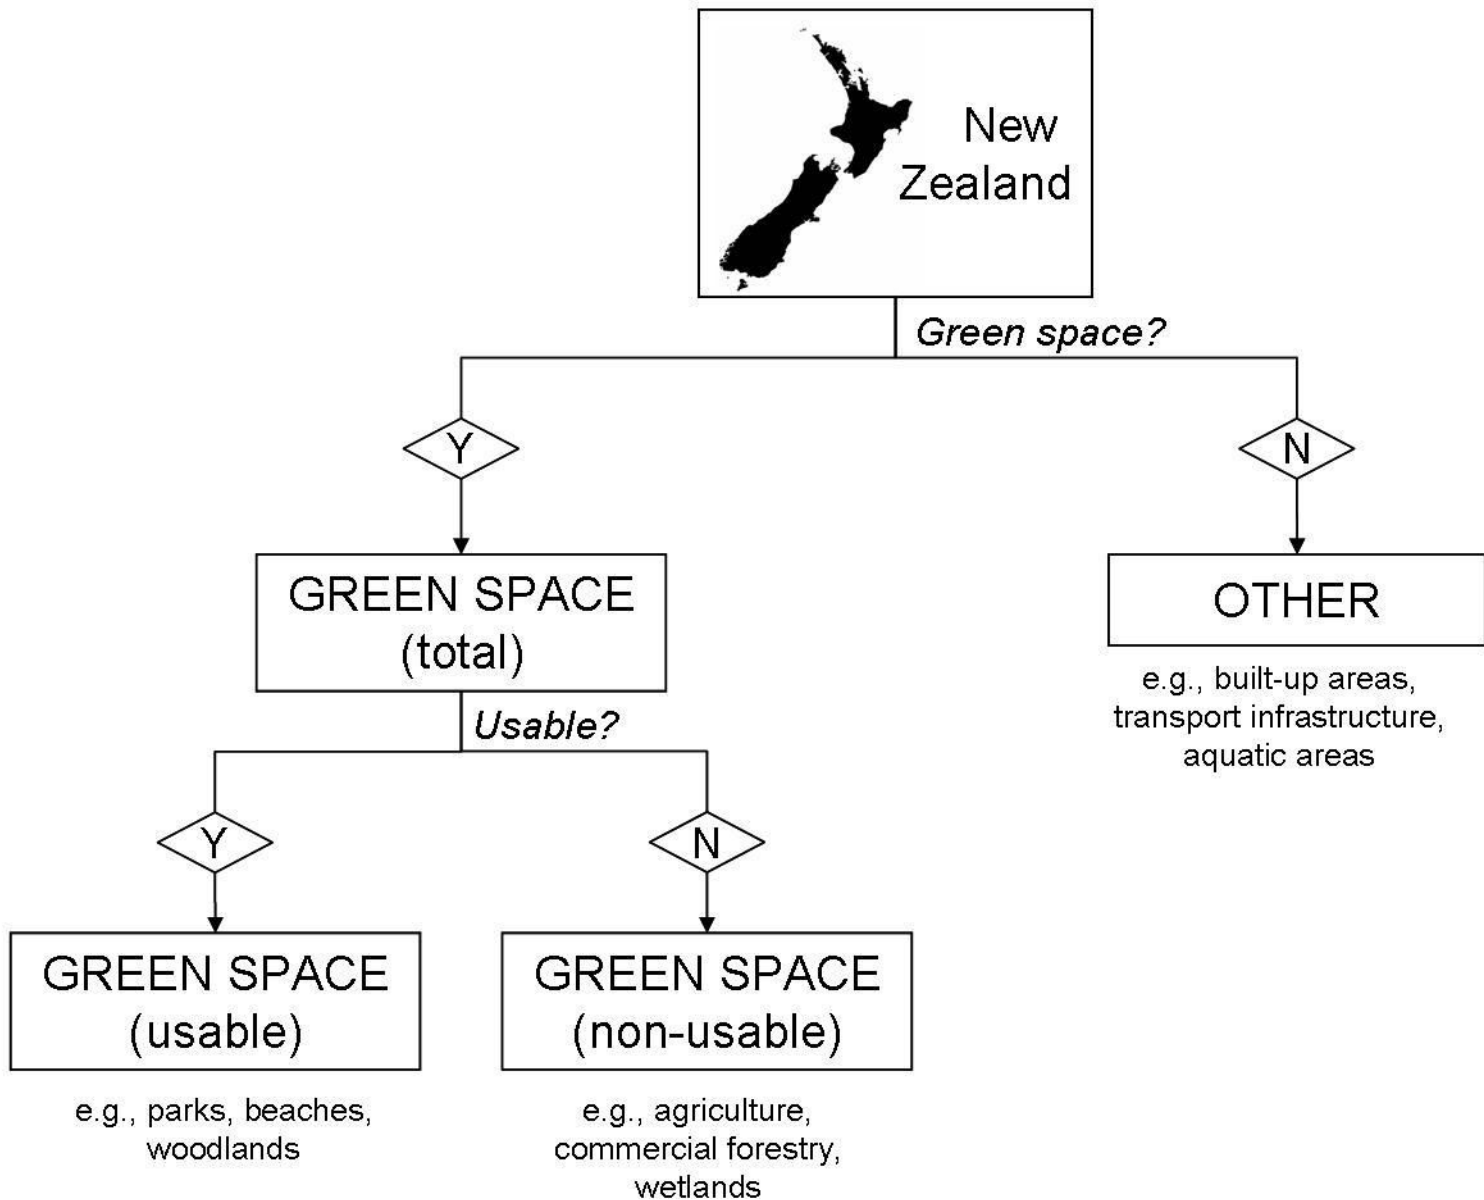 New
Zealand
Green space?
Y
N
GREEN SPACE
(total)
OTHER
e.g., built-up areas,
transport infrastructure,
aquatic areas
Usable?
Y
N
GREEN SPACE
(usable)
GREEN SPACE
(non-usable)
e.g., parks, beaches,
woodlands
e.g., agriculture,
commercial forestry,
wetlands